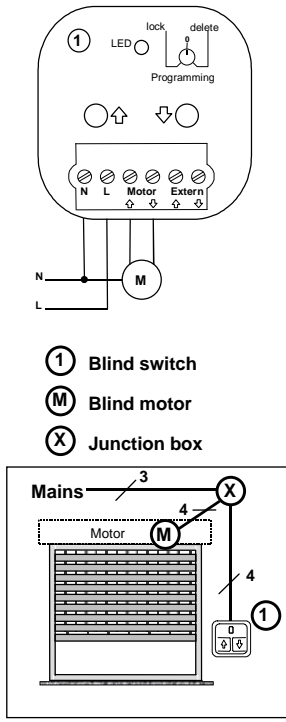 lock delete
1 LED 0
Programming
N L Motor Extern
N
M
L
1 Blind switch
M Blind motor
X Junction box
Mains 3 X
4
Motor M 4
0 1